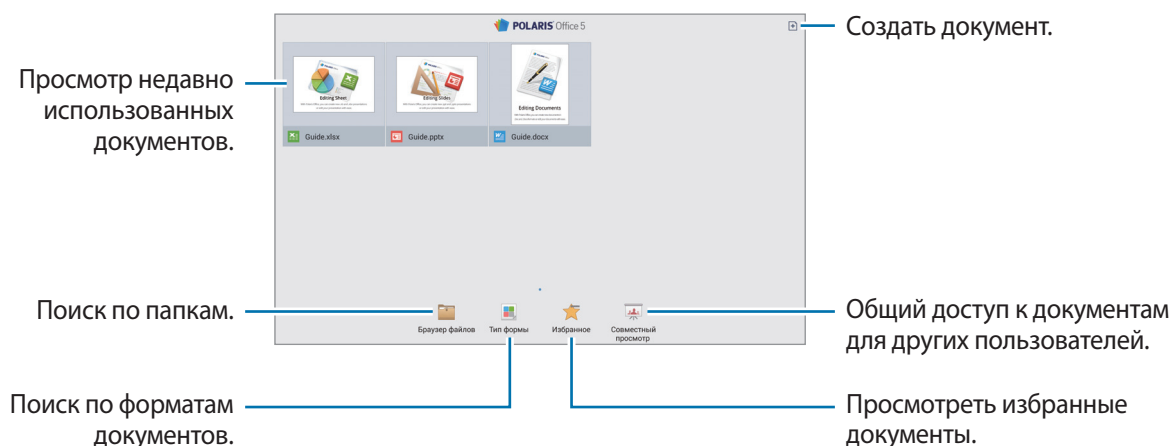 POLARIS Office 5
Создать документ.
Просмотр недавно
использованных
документов.
Editing Sheet
Editing Slides
Editing Documents
Guide.xlsx
Guide.pptx
Guide.docx
Поиск по папкам.
Браузер файлов
Тип формы
Избранное
Совместный
просмотр
Общий доступ к документам
для других пользователей.
Поиск по форматам
документов.
Просмотреть избранные
документы.